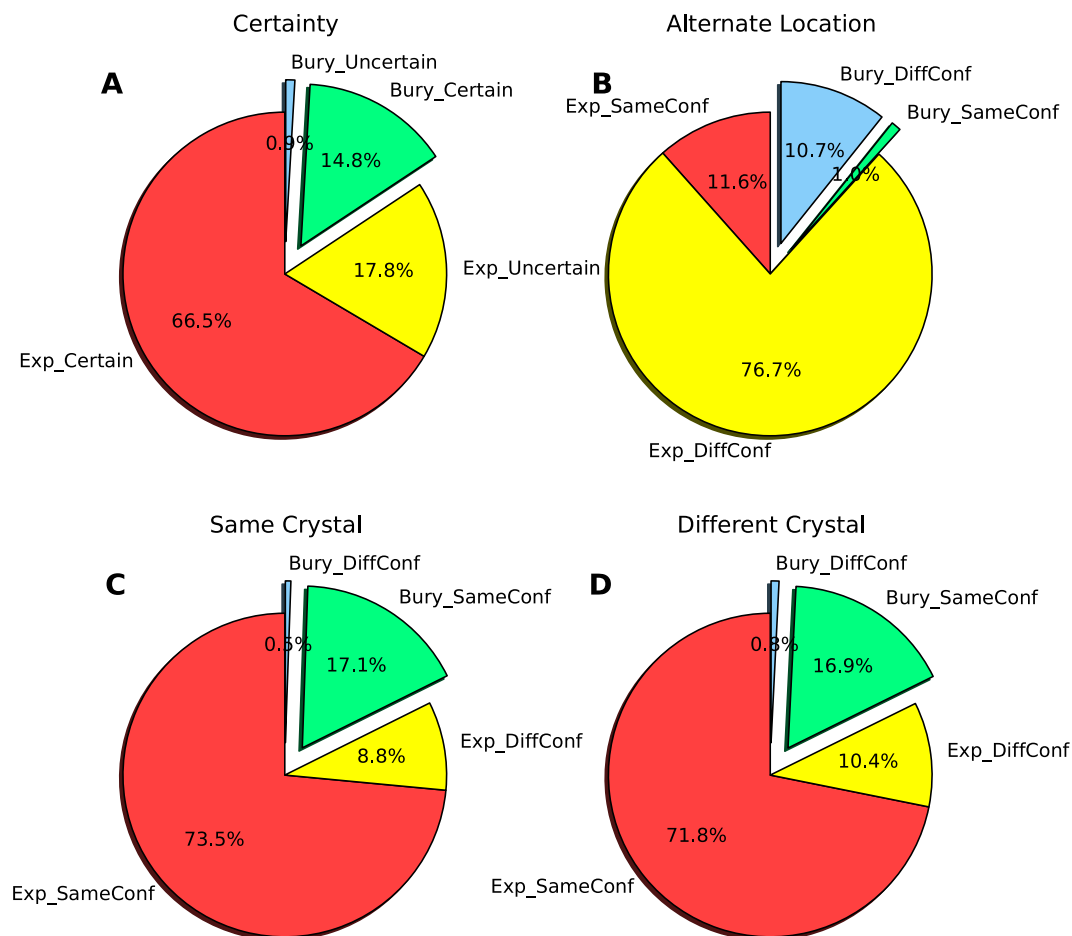 Certainty
A
Bury_Uncertain
Bury_Certain
0.9%
14.8%
Exp_Uncertain
17.8%
66.5%
Exp_Certain
Alternate Location
B
Bury_DiffConf
Exp_SameConf
Bury_SameConf
10.7%
1.0%
11.6%
76.7%
Exp_DiffConf
Same Crystal
C
Bury_DiffConf
Bury_SameConf
0.5%
17.1%
Exp_DiffConf
8.8%
73.5%
Exp_SameConf
Different Crystal
D
Bury_DiffConf
Bury_SameConf
0.8%
16.9%
Exp_DiffConf
10.4%
71.8%
Exp_SameConf